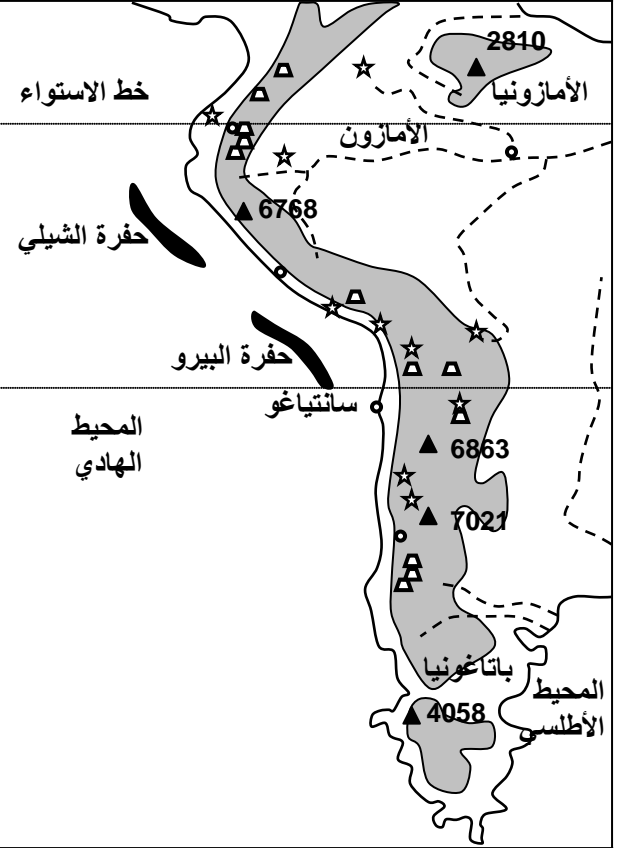 2810
الأمازونيا
خط الاستواء
الأمازون
6768
حفرة الشيلي
حفرة البيرو
سانتياغو
المحيط
الهادي
6863
7021
باتاغونيا
المحيط
الأطلسي
4058